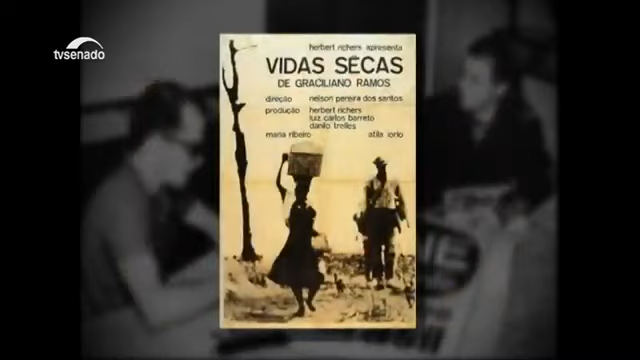 tvsenado
herbert richers apresenta
VIDAS SÊCAS
DE GRACILIANO RAMOS
direção nelson pereira dos santos
produção herbert richers
luiz carlos barreto
danilo trelles
maria ribeiro atila iorio